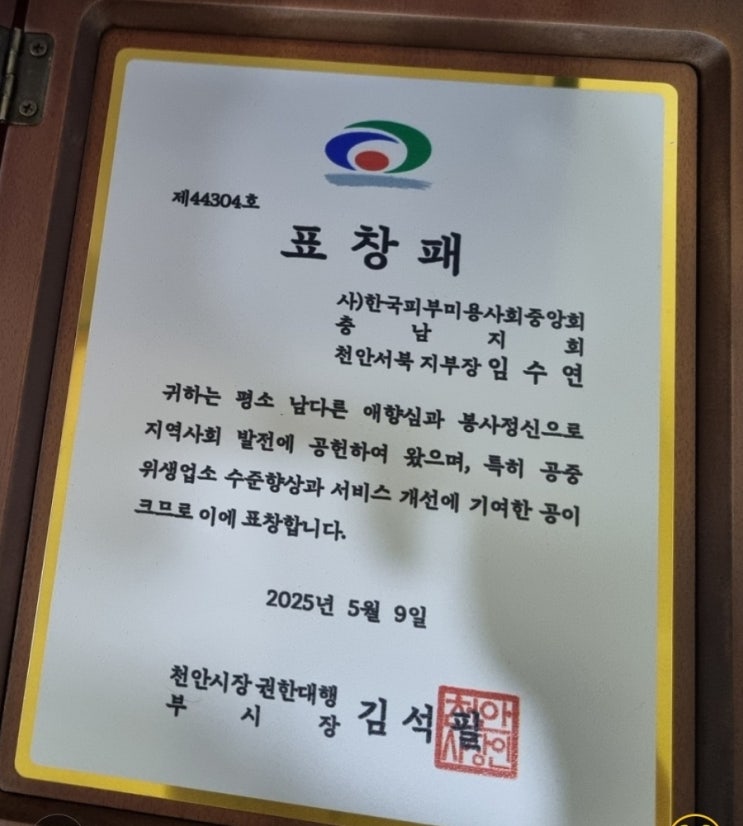 제44304호
표창패
사)한국피부미용사회중앙회
충남지회
천안서북 지부장 임수연
귀하는 평소 남다른 애향심과 봉사정신으로
지역사회 발전에 공헌하여 왔으며, 특히 공중
위생업소 수준향상과 서비스 개선에 기여한 공이
크므로 이에 표창합니다.
2025년 5월 9일
천안시장 권한대행
부시장 김석필
천안
시장인